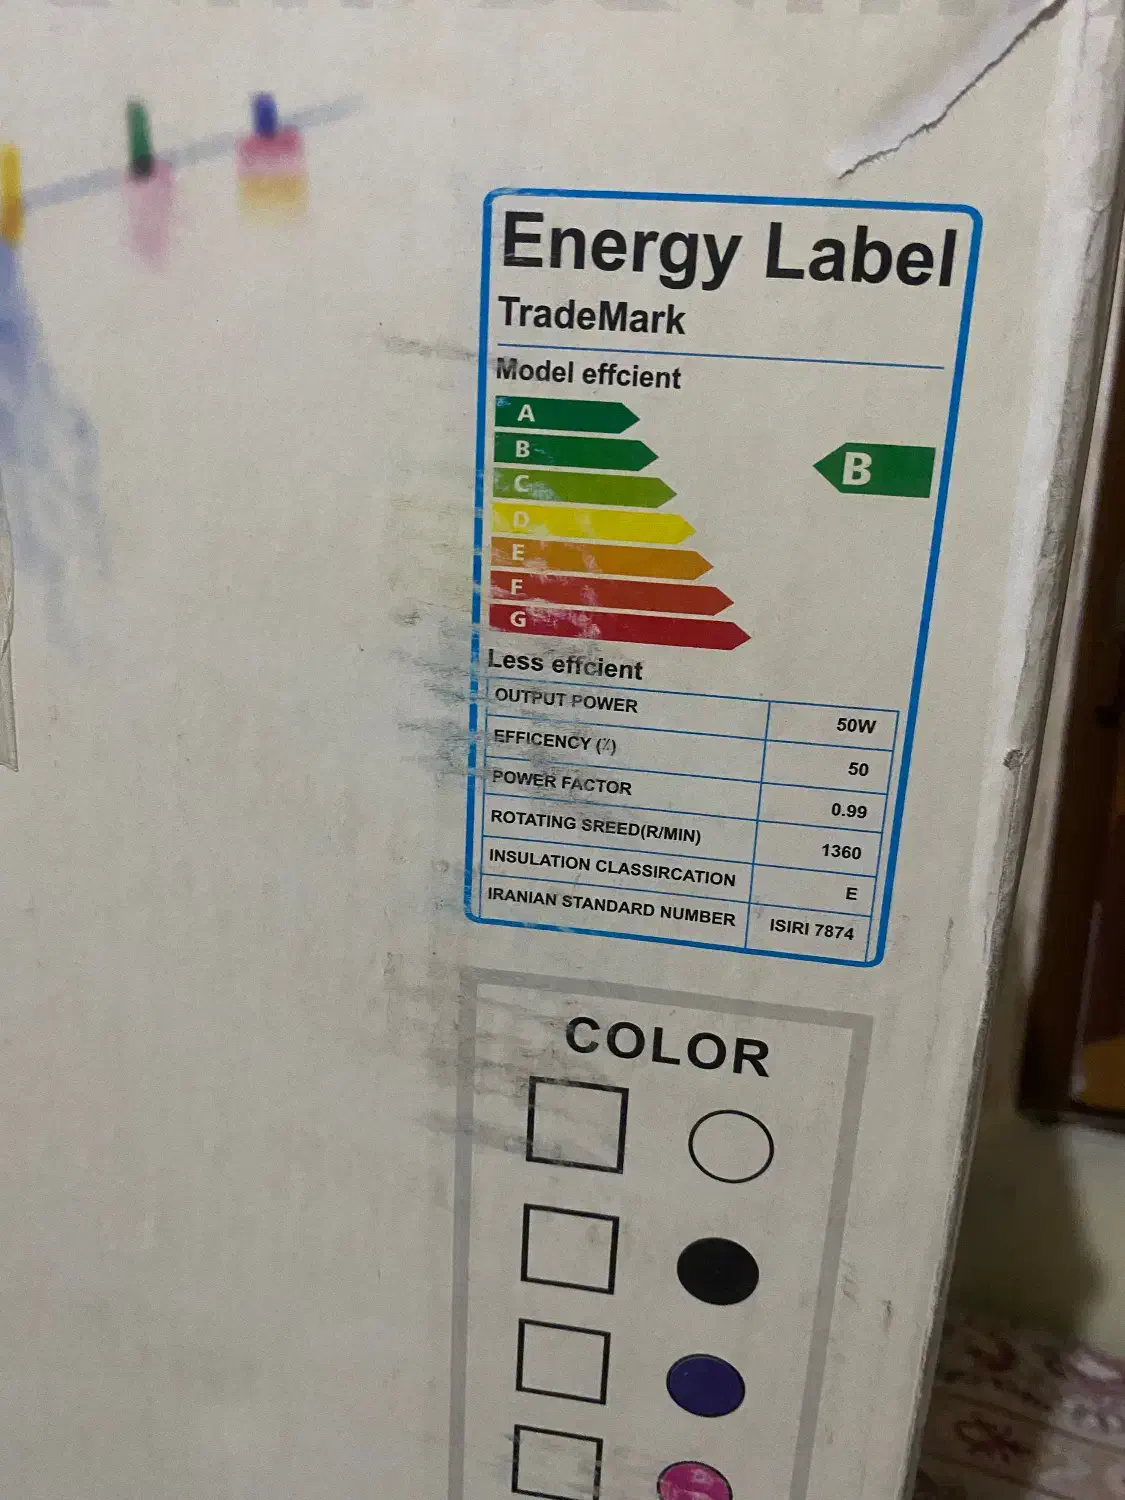 Energy Label
TradeMark
Model effcient
A
B
B
C
D
E
F
G
Less effcient
OUTPUT POWER 50W
EFFICENCY (%) 50
POWER FACTOR 0.99
ROTATING SREED(R/MIN) 1360
INSULATION CLASSIRCATION E
IRANIAN STANDARD NUMBER ISIRI 7874
COLOR